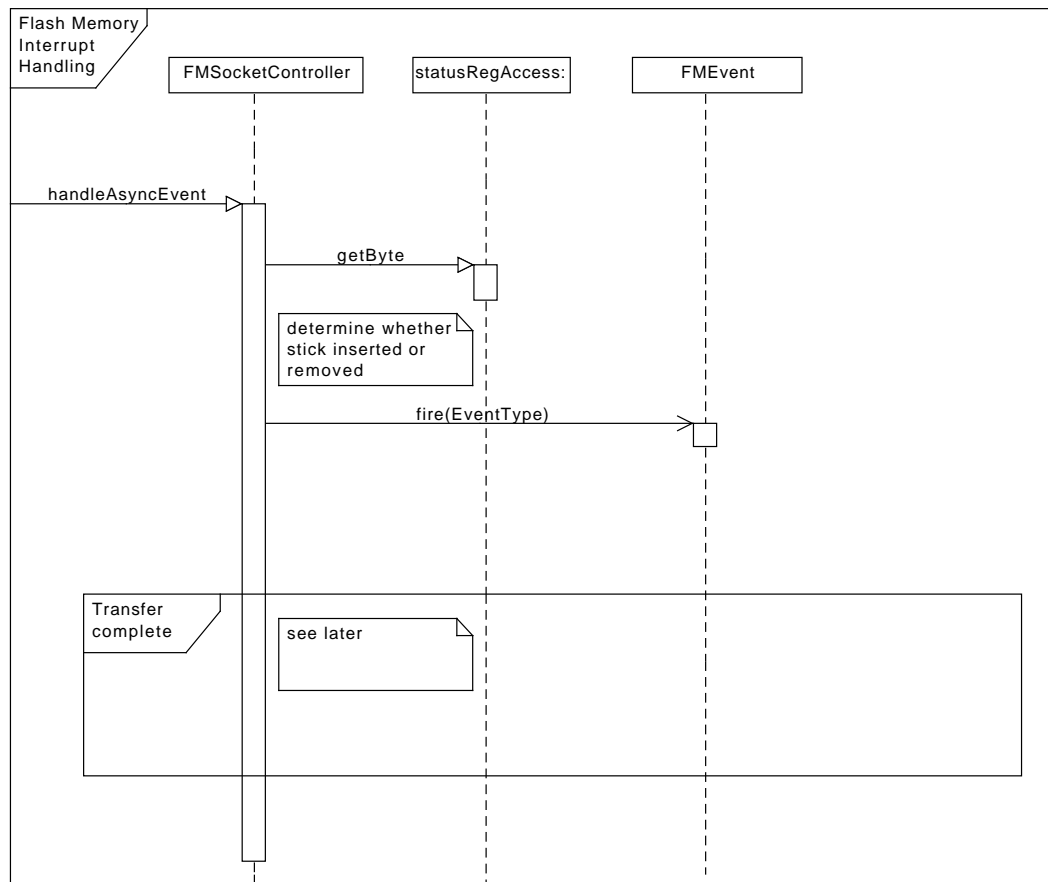 Flash Memory
Interrupt
Handling
FMSocketController
statusRegAccess:
FMEvent
handleAsyncEvent
getByte
determine whether
stick inserted or
removed
fire(EventType)
Transfer
complete
see later